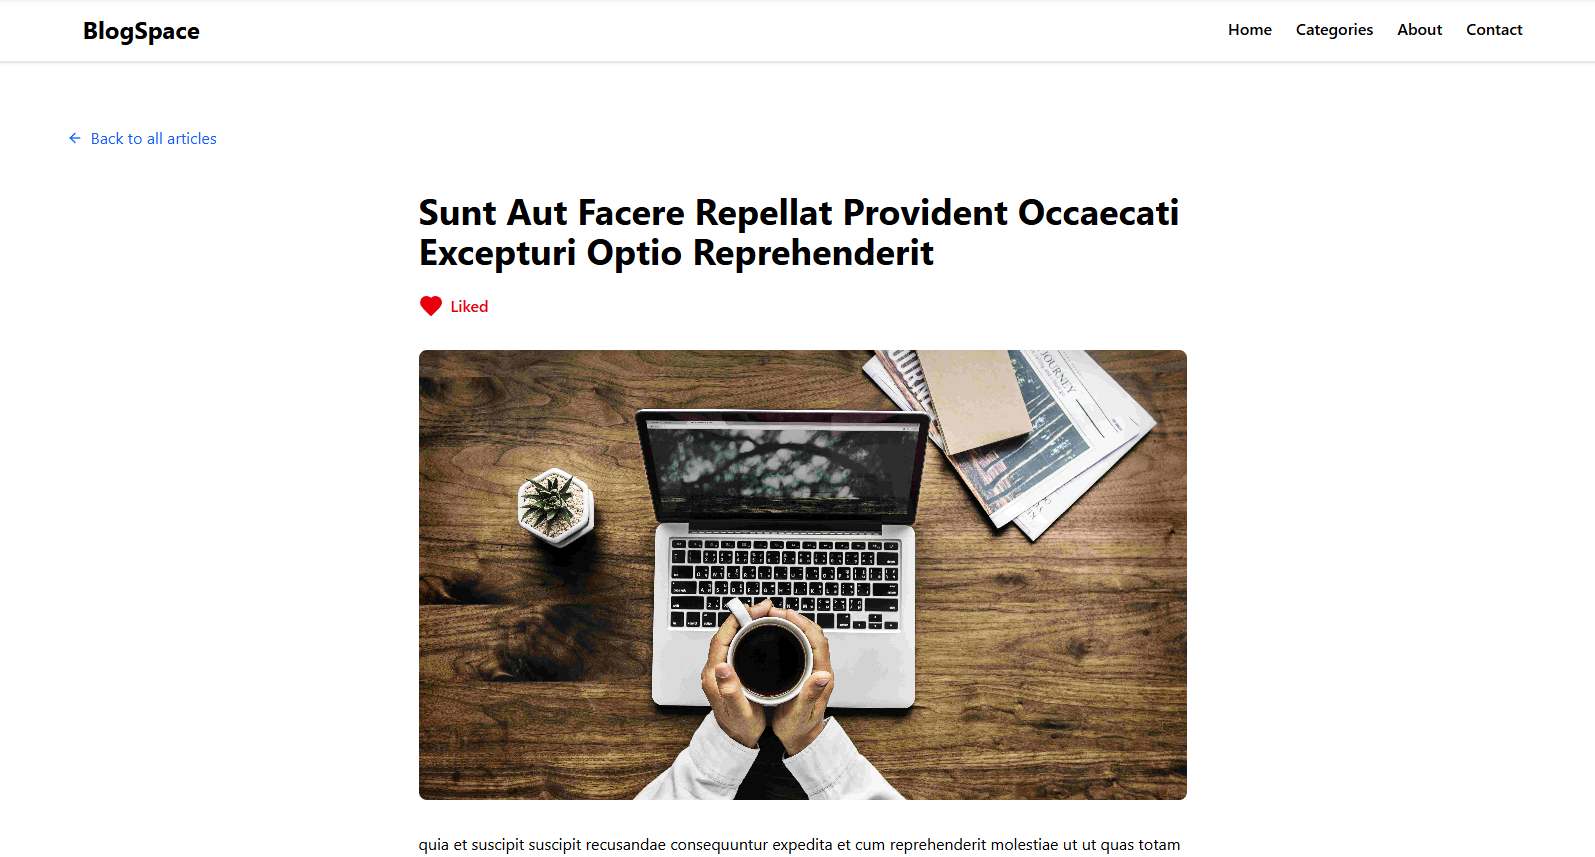 BlogSpace
Home Categories About Contact
← Back to all articles
Sunt Aut Facere Repellat Provident Occaecati
Excepturi Optio Reprehenderit
Liked
JOURNEY
quia et suscipit suscipit recusandae consequuntur expedita et cum reprehenderit molestiae ut ut quas totam